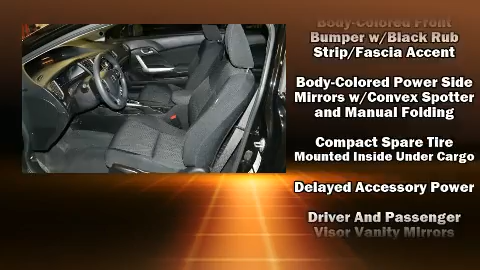 Body-Colored Front
Bumper w/Black Rub
Strip/Fascia Accent
Body-Colored Power Side
Mirrors w/Convex Spotter
and Manual Folding
Compact Spare Tire
Mounted Inside Under Cargo
Delayed Accessory Power
Driver And Passenger
Visor Vanity Mirrors